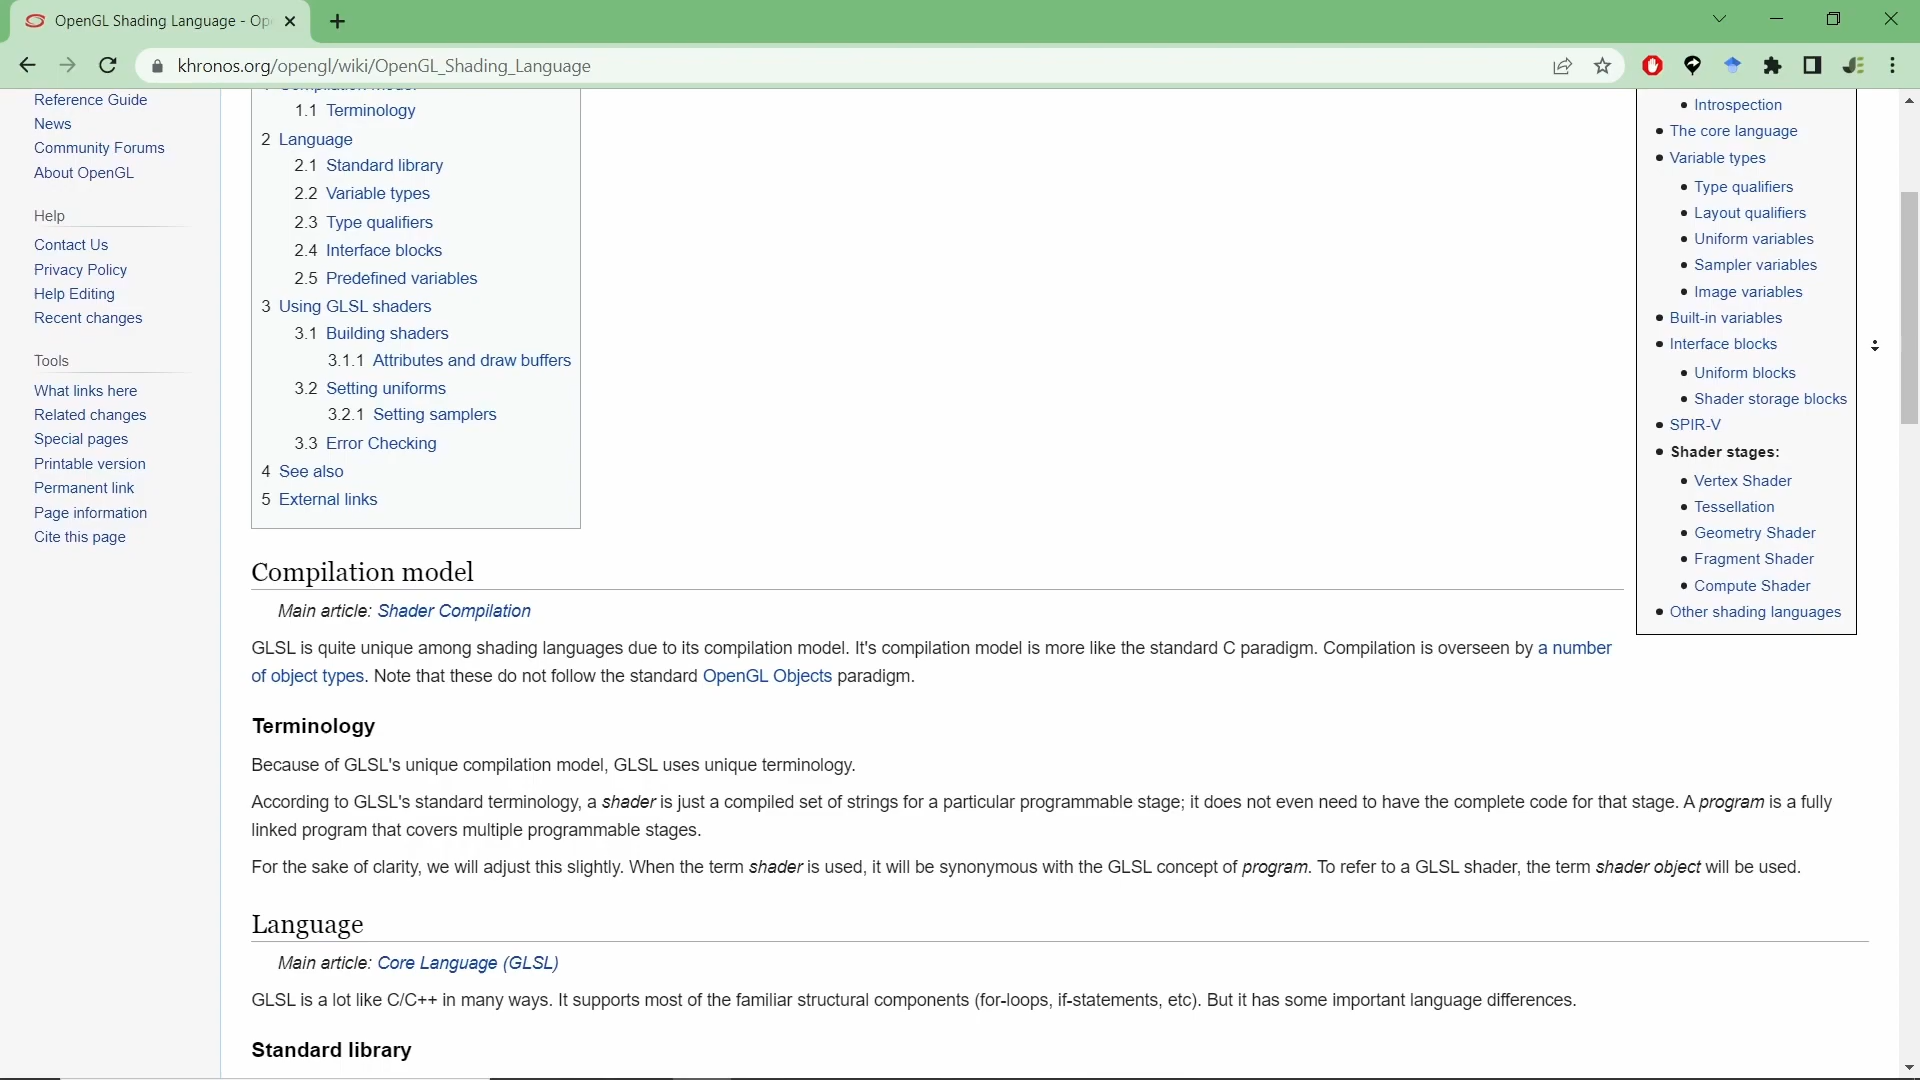 OpenGL Shading Language - Ope
khronos.org/opengl/wiki/OpenGL_Shading_Language
Reference Guide
News
Community Forums
About OpenGL
Help
Contact Us
Privacy Policy
Help Editing
Recent changes
Tools
What links here
Related changes
Special pages
Printable version
Permanent link
Page information
Cite this page
1 Compilation model
1.1 Terminology
2 Language
2.1 Standard library
2.2 Variable types
2.3 Type qualifiers
2.4 Interface blocks
2.5 Predefined variables
3 Using GLSL shaders
3.1 Building shaders
3.1.1 Attributes and draw buffers
3.2 Setting uniforms
3.2.1 Setting samplers
3.3 Error Checking
4 See also
5 External links
Compilation model
Main article: Shader Compilation
GLSL is quite unique among shading languages due to its compilation model. It's compilation model is more like the standard C paradigm. Compilation is overseen by a number
of object types. Note that these do not follow the standard OpenGL Objects paradigm.
Terminology
Because of GLSL's unique compilation model, GLSL uses unique terminology.
According to GLSL's standard terminology, a shader is just a compiled set of strings for a particular programmable stage; it does not even need to have the complete code for that stage. A program is a fully
linked program that covers multiple programmable stages.
For the sake of clarity, we will adjust this slightly. When the term shader is used, it will be synonymous with the GLSL concept of program. To refer to a GLSL shader, the term shader object will be used.
Language
Main article: Core Language (GLSL)
GLSL is a lot like C/C++ in many ways. It supports most of the familiar structural components (for-loops, if-statements, etc). But it has some important language differences.
Standard library
• Introspection
• The core language
• Variable types
• Type qualifiers
• Layout qualifiers
• Uniform variables
• Sampler variables
• Image variables
• Built-in variables
• Interface blocks
• Uniform blocks
• Shader storage blocks
• SPIR-V
• Shader stages:
• Vertex Shader
• Tessellation
• Geometry Shader
• Fragment Shader
• Compute Shader
• Other shading languages